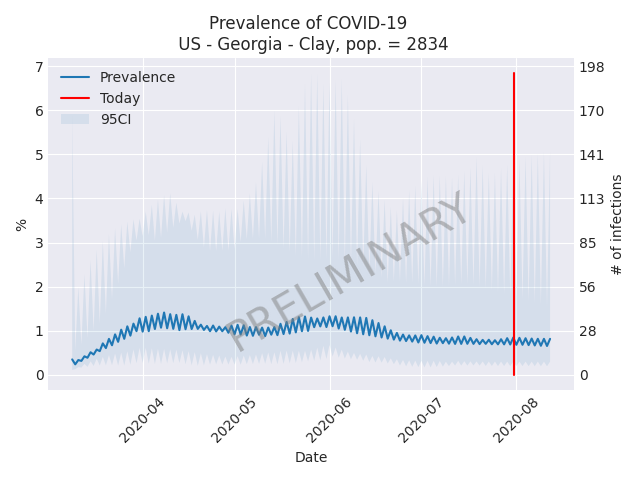 Prevalence of COVID-19
US - Georgia - Clay, pop. = 2834
Prevalence
Today
95CI
7
6
5
4
3
2
1
0
%
198
170
141
113
85
56
28
0
# of infections
PRELIMINARY
2020-04
2020-05
2020-06
2020-07
2020-08
Date